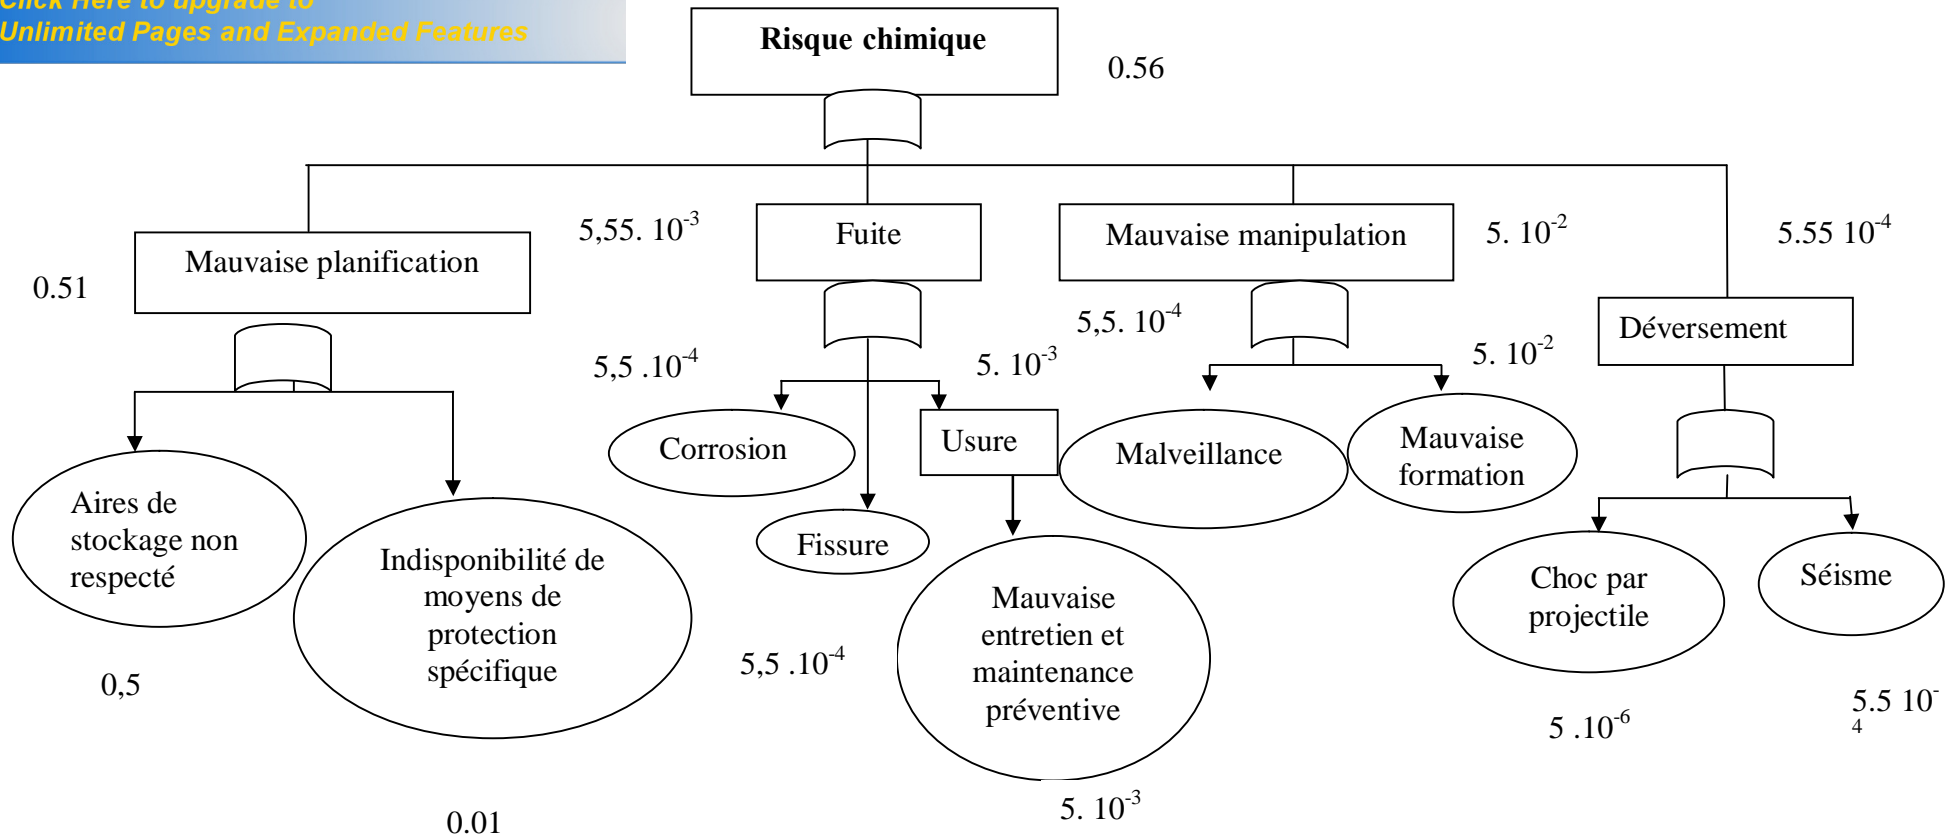 Click Here to upgrade to
Unlimited Pages and Expanded Features
Risque chimique
0.56
Mauvaise planification
0.51
5,55. 10⁻³
Fuite
Mauvaise manipulation
5. 10⁻²
5.55 10⁻⁴
Déversement
5,5 .10⁻⁴
5. 10⁻³
5,5. 10⁻⁴
5. 10⁻²
Corrosion
Usure
Malveillance
Mauvaise
formation
Aires de
stockage non
respecté
Indisponibilité de
moyens de
protection
spécifique
Fissure
Mauvaise
entretien et
maintenance
préventive
Choc par
projectile
Séisme
0,5
5,5 .10⁻⁴
5 .10⁻⁶
5.5 10⁻
⁴
0.01
5. 10⁻³